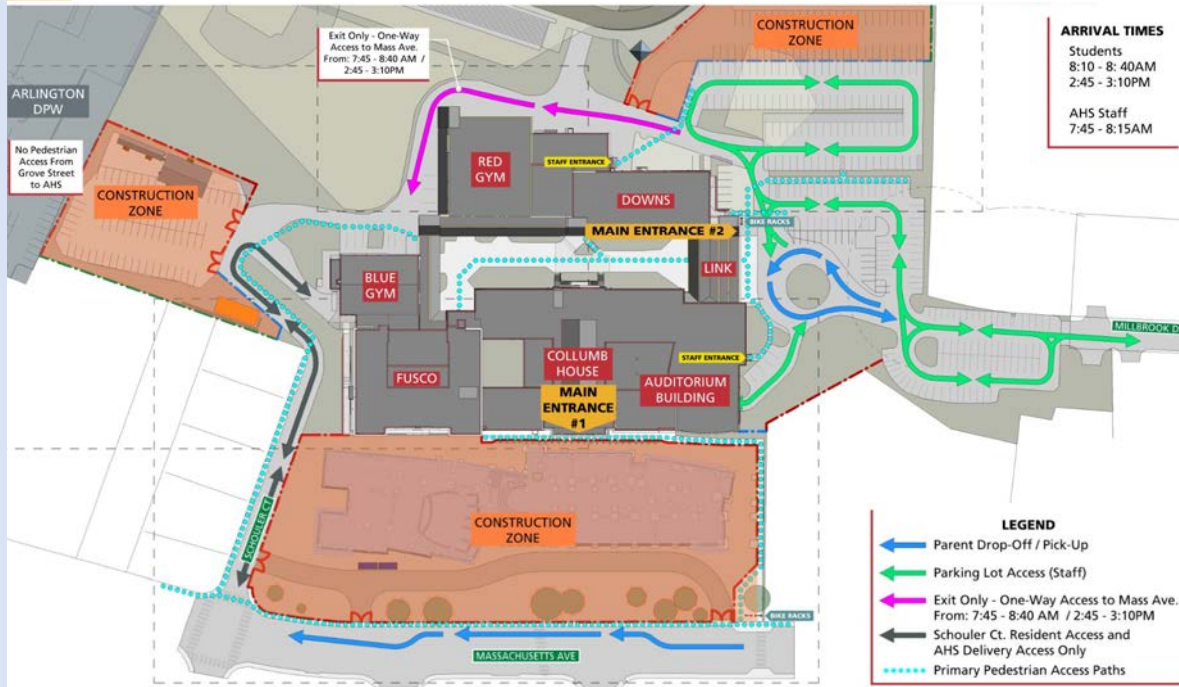 Exit Only - One-Way
Access to Mass Ave.
From: 7:45 - 8:40 AM /
2:45 - 3:10PM
CONSTRUCTION
ZONE
ARRIVAL TIMES
Students
8:10 - 8: 40AM
2:45 - 3:10PM
AHS Staff
7:45 - 8:15AM
ARLINGTON
DPW
No Pedestrian
Access From
Grove Street
to AHS
CONSTRUCTION
ZONE
RED
GYM
STAFF ENTRANCE
DOWNS
MAIN ENTRANCE #2
BIKE RACKS
LINK
BLUE
GYM
MILLBROOK D
FUSCO
COLLUMB
HOUSE
STAFF ENTRANCE
AUDITORIUM
BUILDING
MAIN
ENTRANCE
#1
SCHOULER CT
CONSTRUCTION
ZONE
BIKE RACKS
MASSACHUSETTS AVE
LEGEND
Parent Drop-Off / Pick-Up
Parking Lot Access (Staff)
Exit Only - One-Way Access to Mass Ave.
From: 7:45 - 8:40 AM / 2:45 - 3:10PM
Schouler Ct. Resident Access and
AHS Delivery Access Only
Primary Pedestrian Access Paths